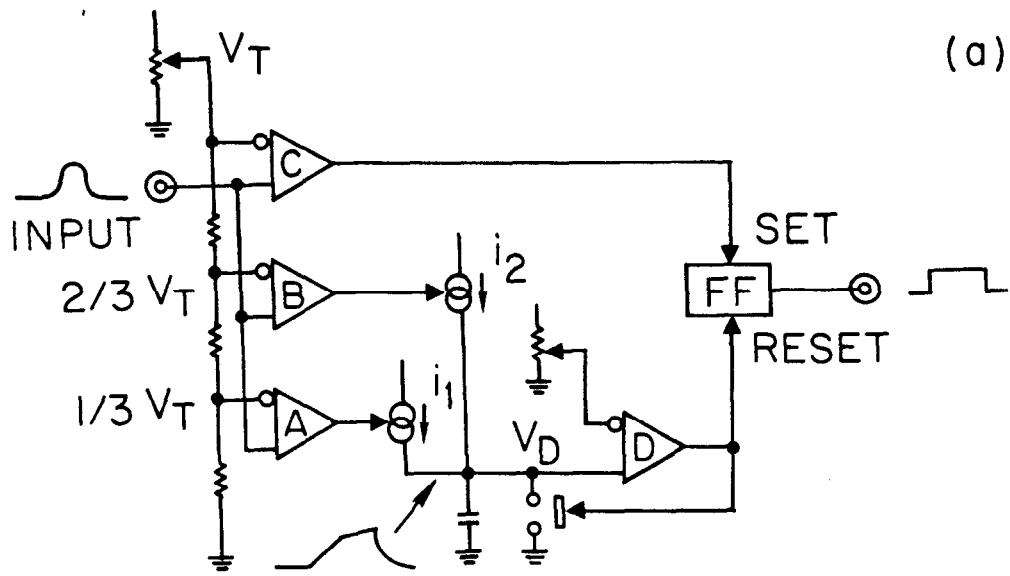 V_T
(a)
C
INPUT
SET
i_2
2/3 V_T
B
FF
RESET
i_1
1/3 V_T
A
V_D
D